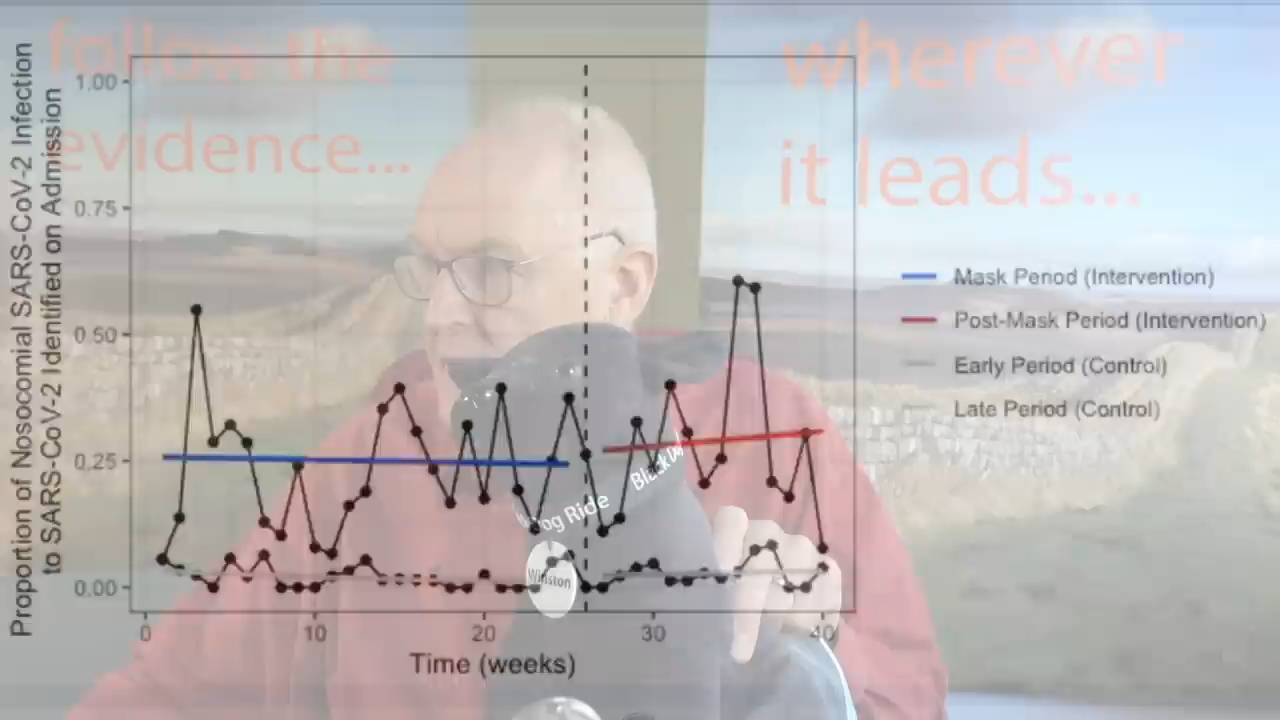 follow the
evidence...
wherever
it leads...
Proportion of Nosocomial SARS-CoV-2 Infection
to SARS-CoV-2 Identified on Admission
1.00
0.75
0.50
0.25
0.00
0
10
20
30
40
Time (weeks)
Mask Period (Intervention)
Post-Mask Period (Intervention)
Early Period (Control)
Late Period (Control)
Ride
Winston